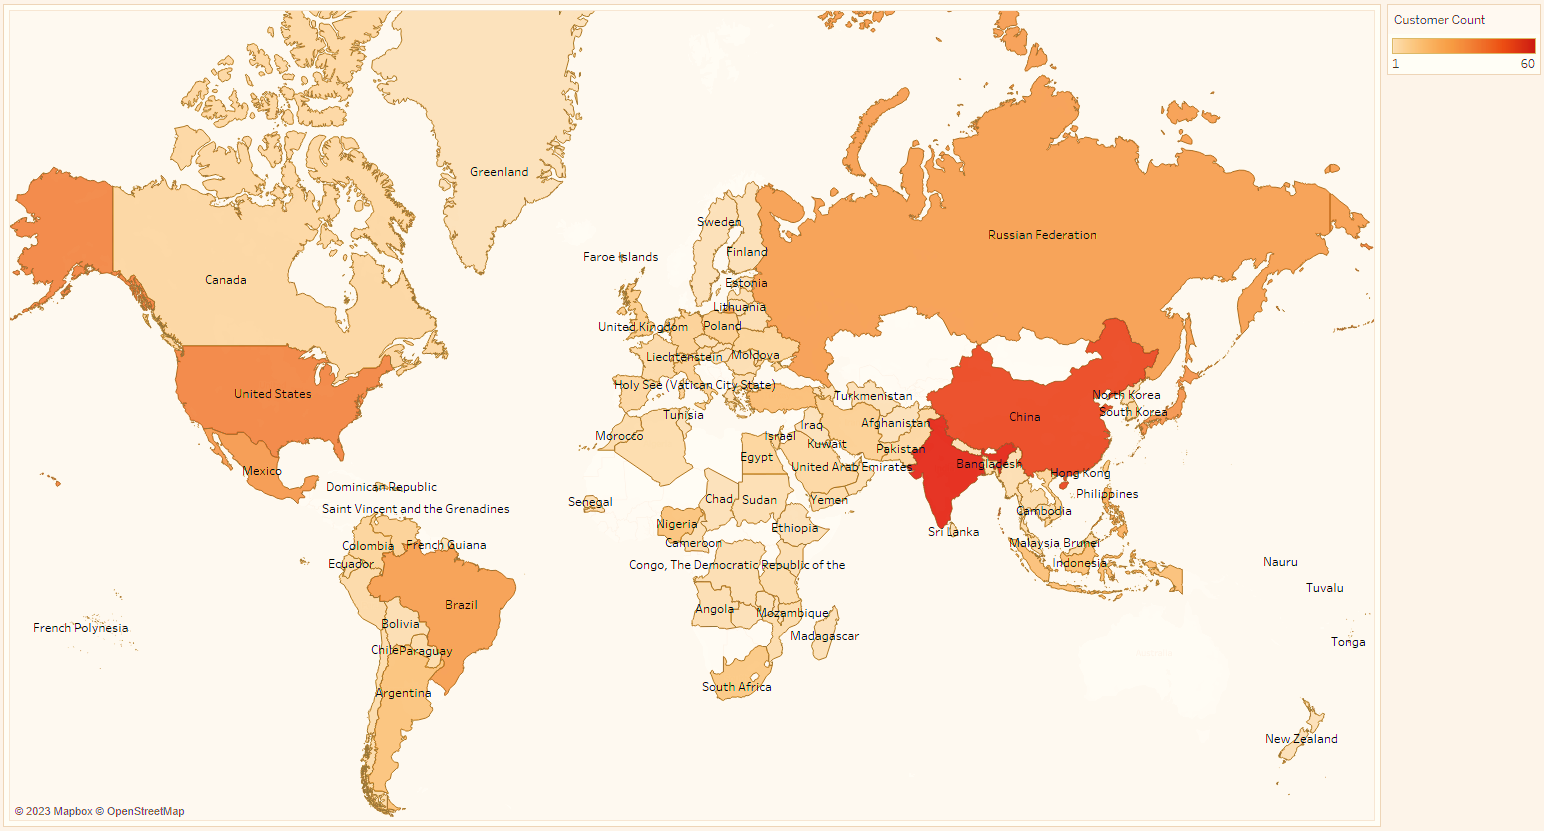 Customer Count
1 60
Greenland
Sweden
Russian Federation
Finland
Faroe Islands
Canada
Estonia
Lithuania
United Kingdom
Poland
Liechtenstein
Moldova
Holy See (Vatican City State)
United States
Turkmenistan
North Korea
South Korea
China
Tunisia
Iraq
Afghanistan
Morocco
Israel
Kuwait
Pakistan
Egypt
United Arab Emirates
Bangladesh
Mexico
Hong Kong
Dominican Republic
Philippines
Senegal
Chad
Sudan
Yemen
Saint Vincent and the Grenadines
Cambodia
Nigeria
Ethiopia
Sri Lanka
Colombia
French Guiana
Cameroon
Malaysia
Brunei
Ecuador
Congo, The Democratic Republic of the
Indonesia
Nauru
Tuvalu
Brazil
Angola
Mozambique
French Polynesia
Bolivia
Madagascar
Tonga
Chile
Paraguay
South Africa
Argentina
New Zealand
© 2023 Mapbox © OpenStreetMap